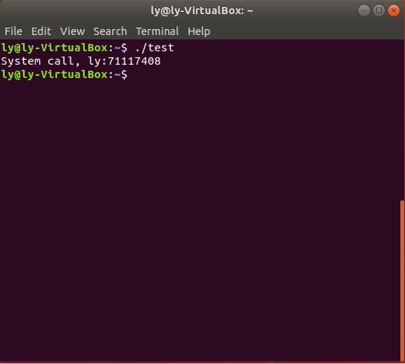 ly@ly-VirtualBox: ~
File Edit View Search Terminal Help
ly@ly-VirtualBox:~$ ./test
System call, ly:71117408
ly@ly-VirtualBox:~$